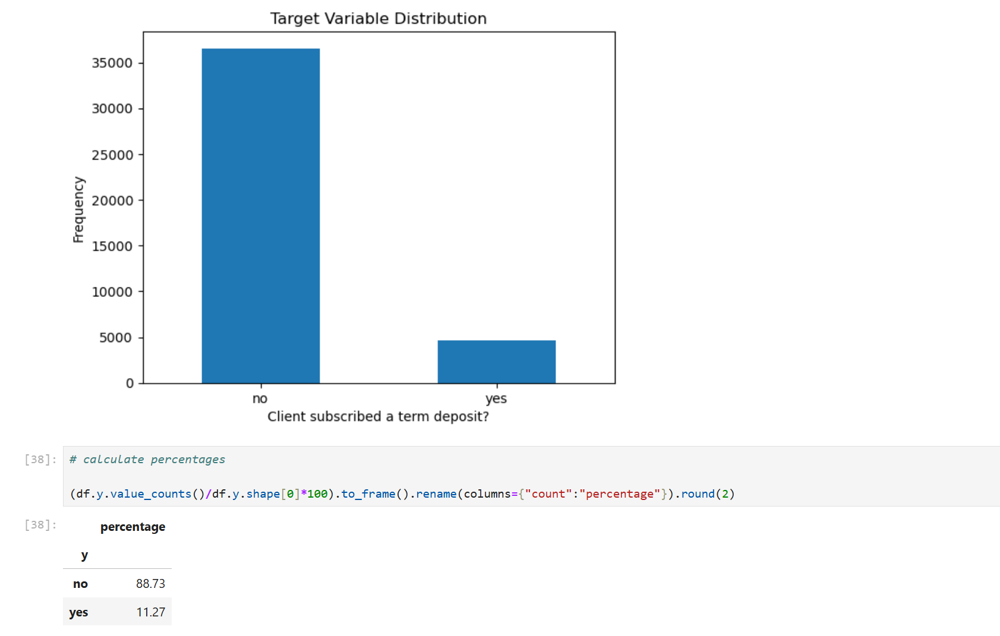 Target Variable Distribution
35000
30000
25000
20000
15000
10000
5000
0
Frequency
no yes
Client subscribed a term deposit?
[38]: # calculate percentages
(df.y.value_counts()/df.y.shape[0]*100).to_frame().rename(columns={"count":"percentage"}).round(2)
[38]: percentage
y
no 88.73
yes 11.27